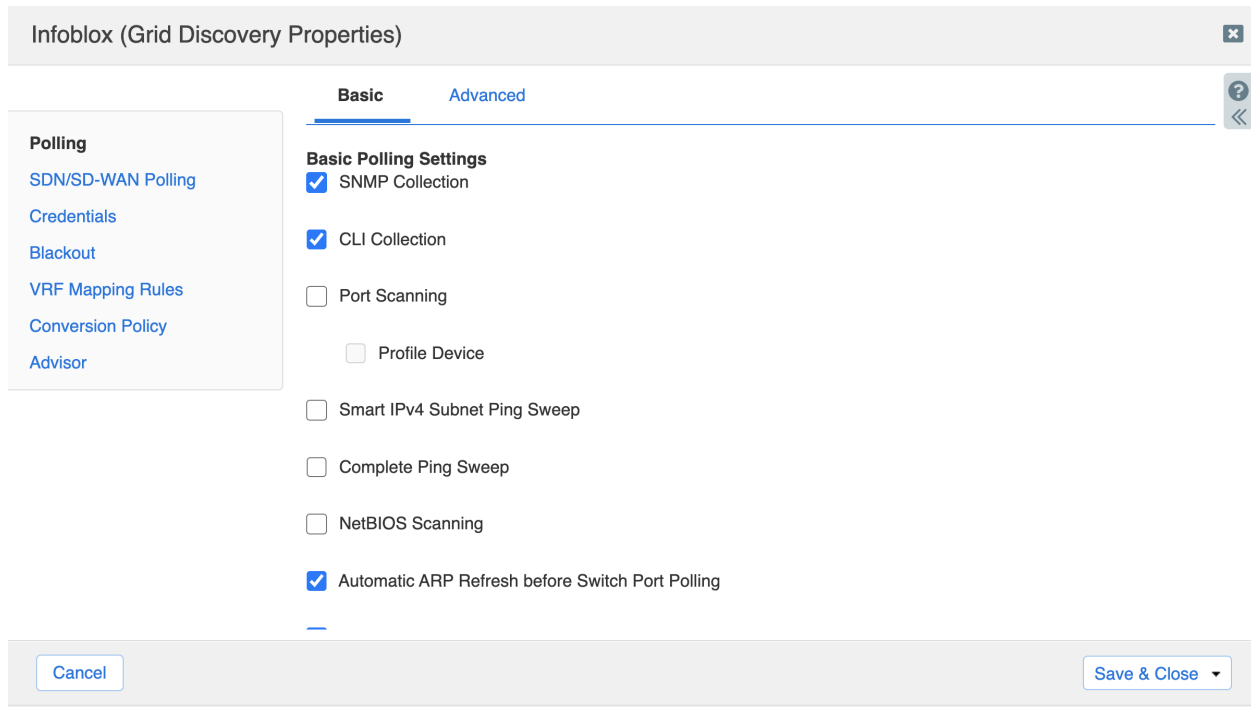 Infoblox (Grid Discovery Properties)
Basic
Advanced
Polling
SDN/SD-WAN Polling
Credentials
Blackout
VRF Mapping Rules
Conversion Policy
Advisor
Basic Polling Settings
SNMP Collection
CLI Collection
Port Scanning
Profile Device
Smart IPv4 Subnet Ping Sweep
Complete Ping Sweep
NetBIOS Scanning
Automatic ARP Refresh before Switch Port Polling
Cancel
Save & Close